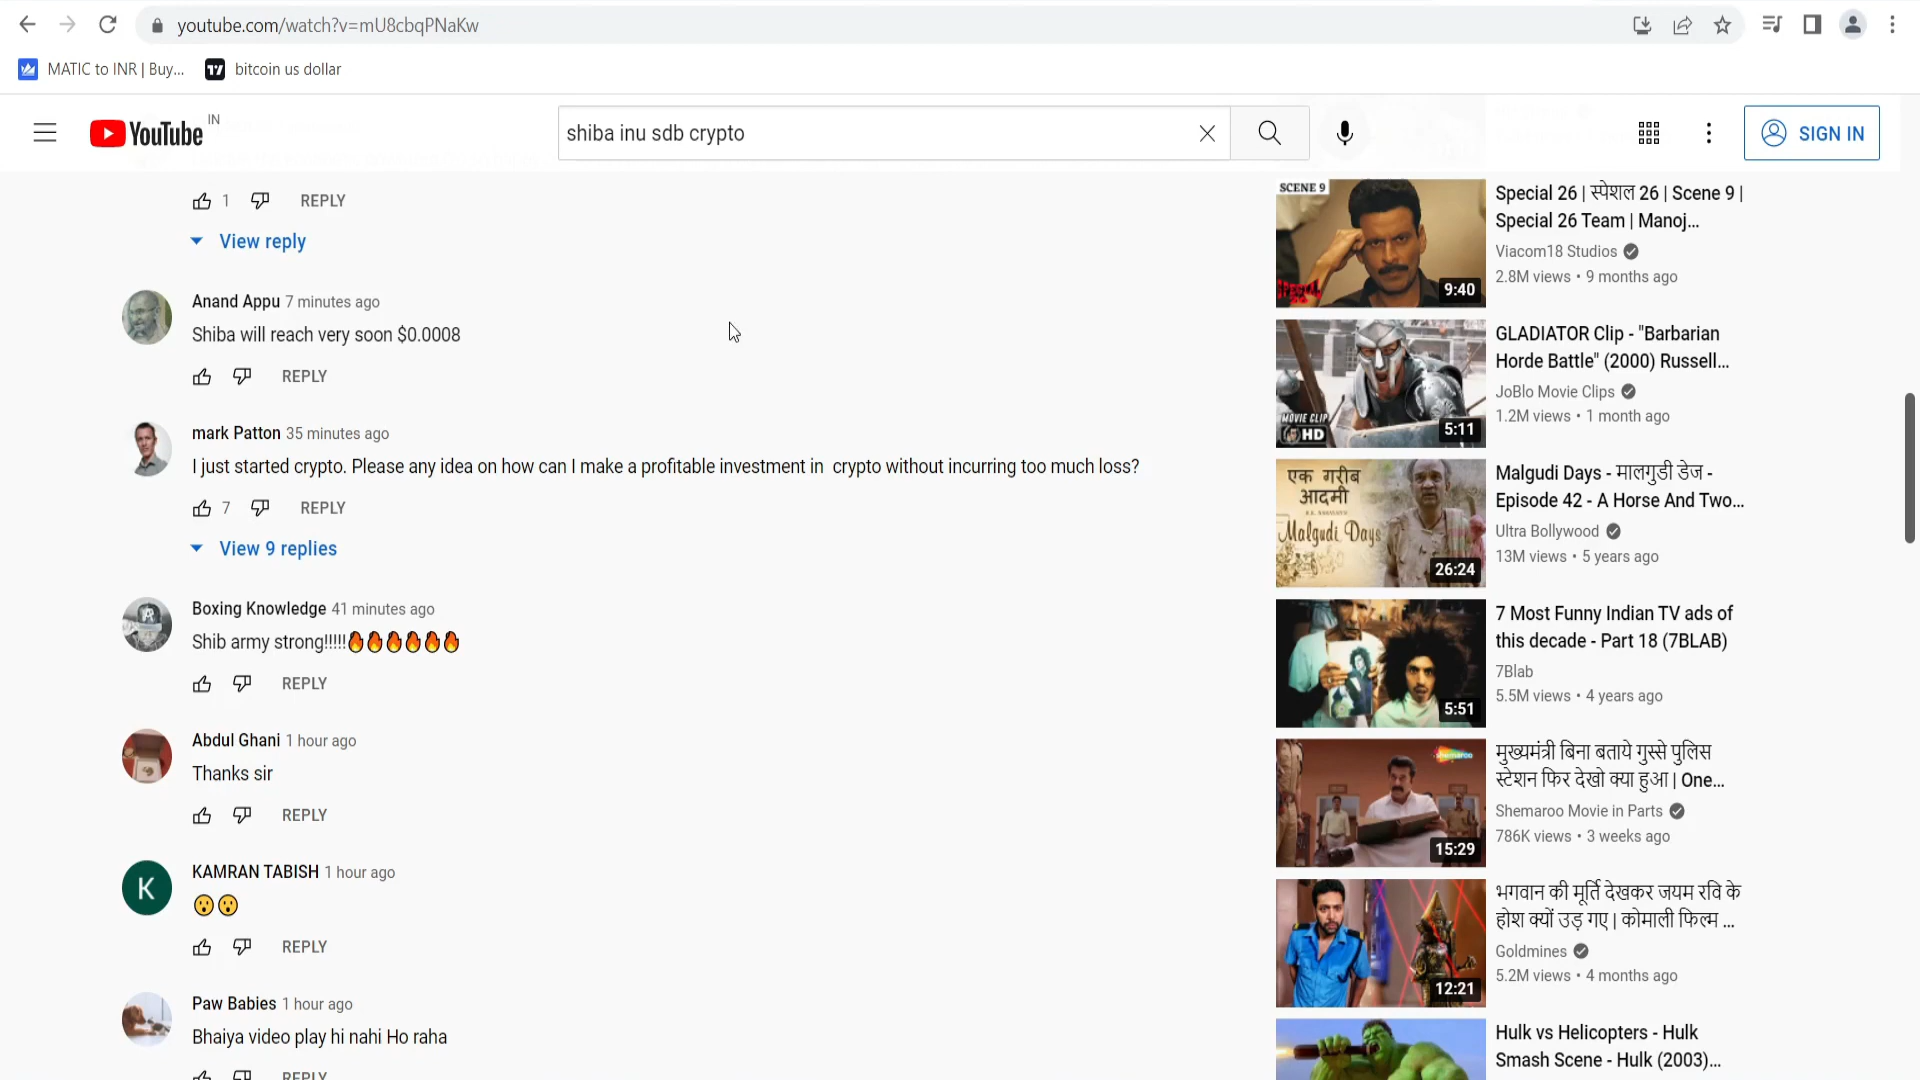 youtube.com/watch?v=mU8cbqPNaKw
MATIC to INR | Buy...
bitcoin us dollar
YouTube IN
shiba inu sdb crypto
SIGN IN
1 REPLY
View reply
Anand Appu 7 minutes ago
Shiba will reach very soon $0.0008
REPLY
mark Patton 35 minutes ago
I just started crypto. Please any idea on how can I make a profitable investment in crypto without incurring too much loss?
7 REPLY
View 9 replies
Boxing Knowledge 41 minutes ago
Shib army strong!!!!!🔥🔥🔥🔥🔥🔥
REPLY
Abdul Ghani 1 hour ago
Thanks sir
REPLY
K
KAMRAN TABISH 1 hour ago
😮😮
REPLY
Paw Babies 1 hour ago
Bhaiya video play hi nahi Ho raha
REPLY
SCENE 9
9:40
Special 26 | स्पेशल 26 | Scene 9 |
Special 26 Team | Manoj...
Viacom18 Studios
2.8M views • 9 months ago
MOVIE CLIP
HD
5:11
GLADIATOR Clip - "Barbarian
Horde Battle" (2000) Russell...
JoBlo Movie Clips
1.2M views • 1 month ago
एक गरीब
आदमी
Malgudi Days
26:24
Malgudi Days - मालगुडी डेज -
Episode 42 - A Horse And Two...
Ultra Bollywood
13M views • 5 years ago
5:51
7 Most Funny Indian TV ads of
this decade - Part 18 (7BLAB)
7Blab
5.5M views • 4 years ago
shemaroo
15:29
मुख्यमंत्री बिना बताये गुस्से पुलिस
स्टेशन फिर देखो क्या हुआ | One...
Shemaroo Movie in Parts
786K views • 3 weeks ago
12:21
भगवान की मूर्ति देखकर जयम रवि के
होश क्यों उड़ गए | कोमाली फिल्म ...
Goldmines
5.2M views • 4 months ago
Hulk vs Helicopters - Hulk
Smash Scene - Hulk (2003)...